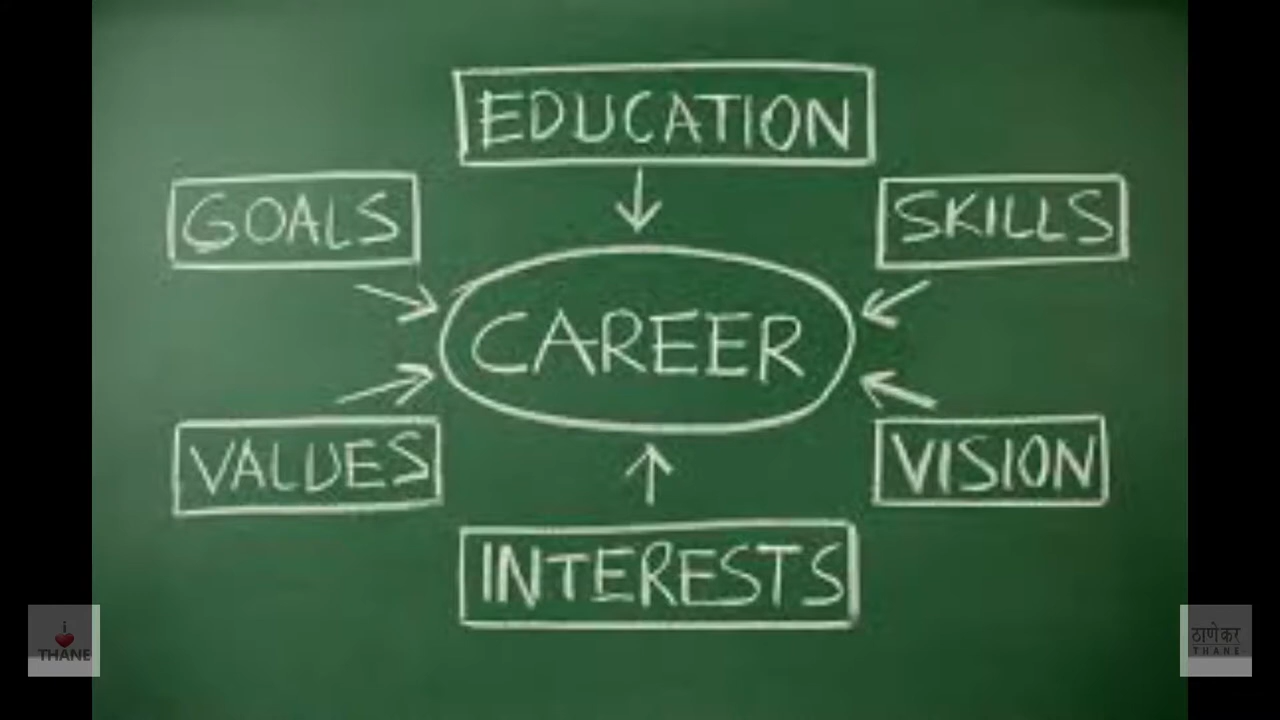 EDUCATION
GOALS
SKILLS
CAREER
VALUES
VISION
INTERESTS
i
THANE
ठाणेकर
THANE